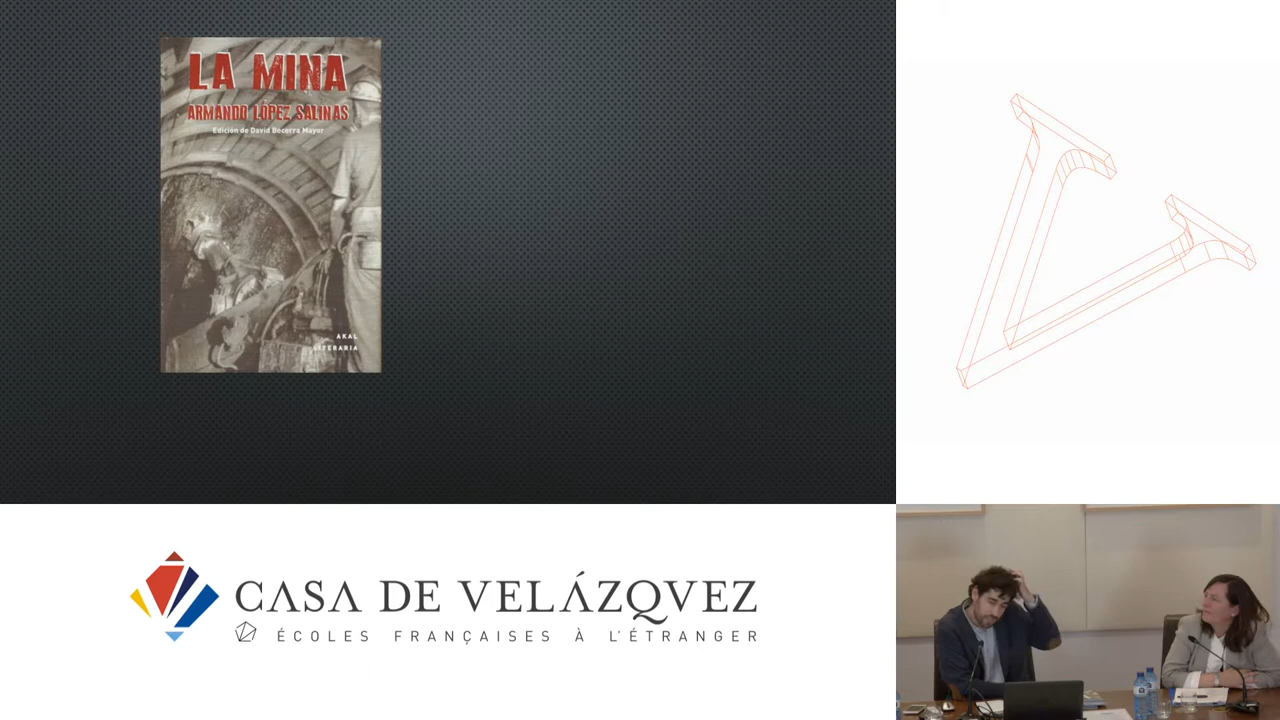 LA MINA
ARMANDO LÓPEZ SALINAS
Edición de David Becerra Mayor
AKAL
LITERARIA
CASA DE VELÁZQVEZ
ÉCOLES FRANÇAISES À L'ÉTRANGER